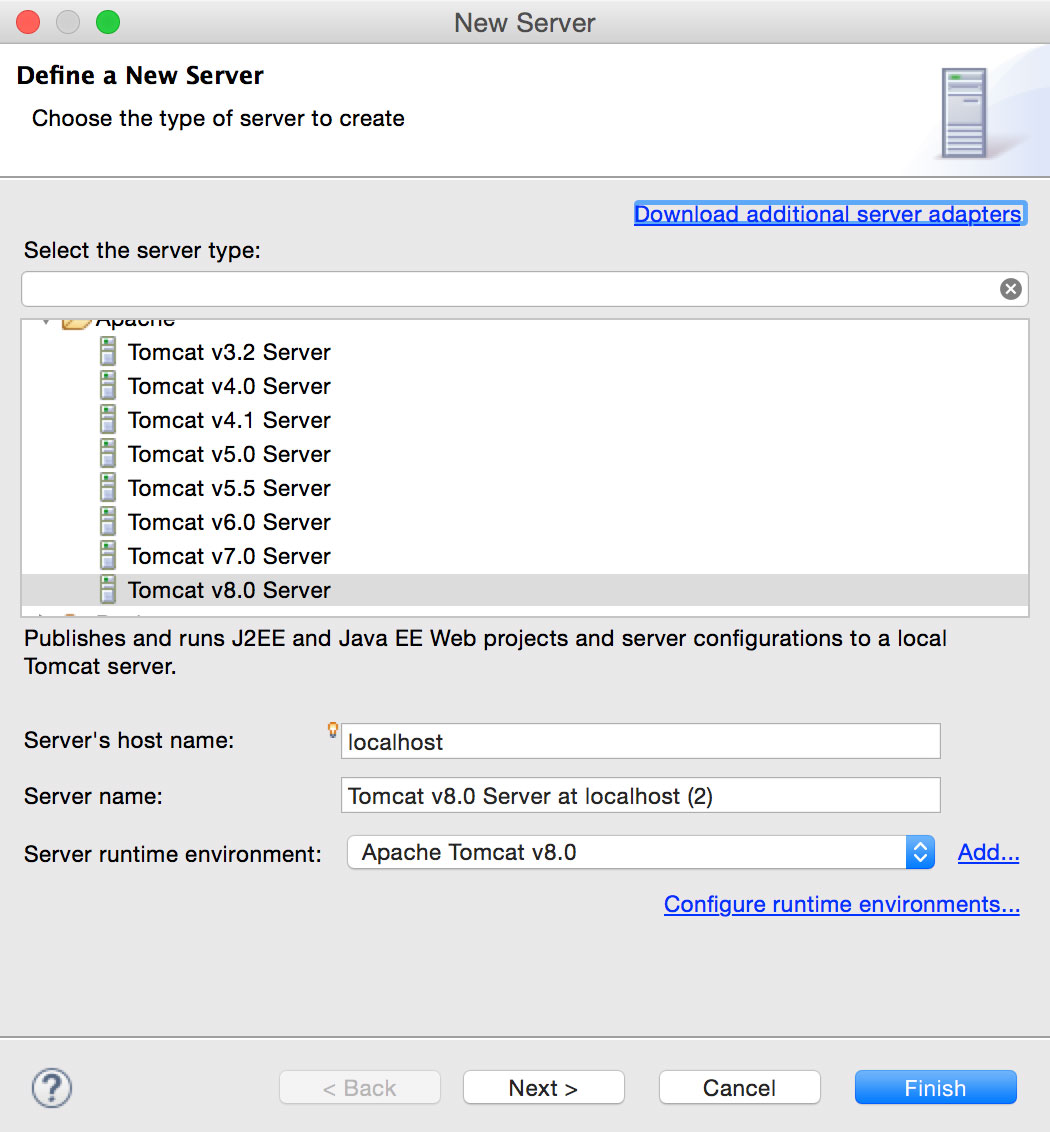 New Server
Define a New Server
Choose the type of server to create
Download additional server adapters
Select the server type:
Apache
Tomcat v3.2 Server
Tomcat v4.0 Server
Tomcat v4.1 Server
Tomcat v5.0 Server
Tomcat v5.5 Server
Tomcat v6.0 Server
Tomcat v7.0 Server
Tomcat v8.0 Server
Publishes and runs J2EE and Java EE Web projects and server configurations to a local
Tomcat server.
Server's host name: localhost
Server name: Tomcat v8.0 Server at localhost (2)
Server runtime environment: Apache Tomcat v8.0 Add...
Configure runtime environments...
? < Back Next > Cancel Finish